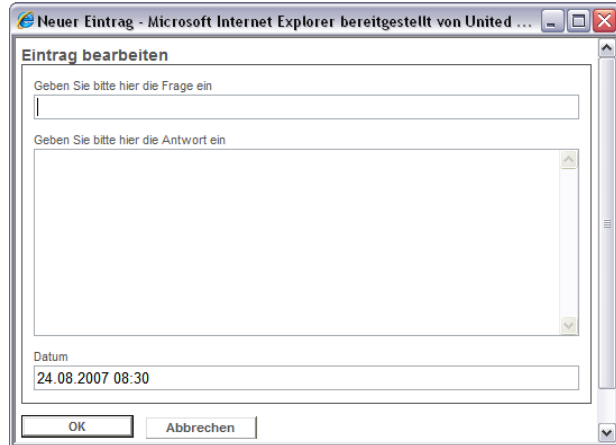 Neuer Eintrag - Microsoft Internet Explorer bereitgestellt von United ...
Eintrag bearbeiten
Geben Sie bitte hier die Frage ein
Geben Sie bitte hier die Antwort ein
Datum
24.08.2007 08:30
OK Abbrechen